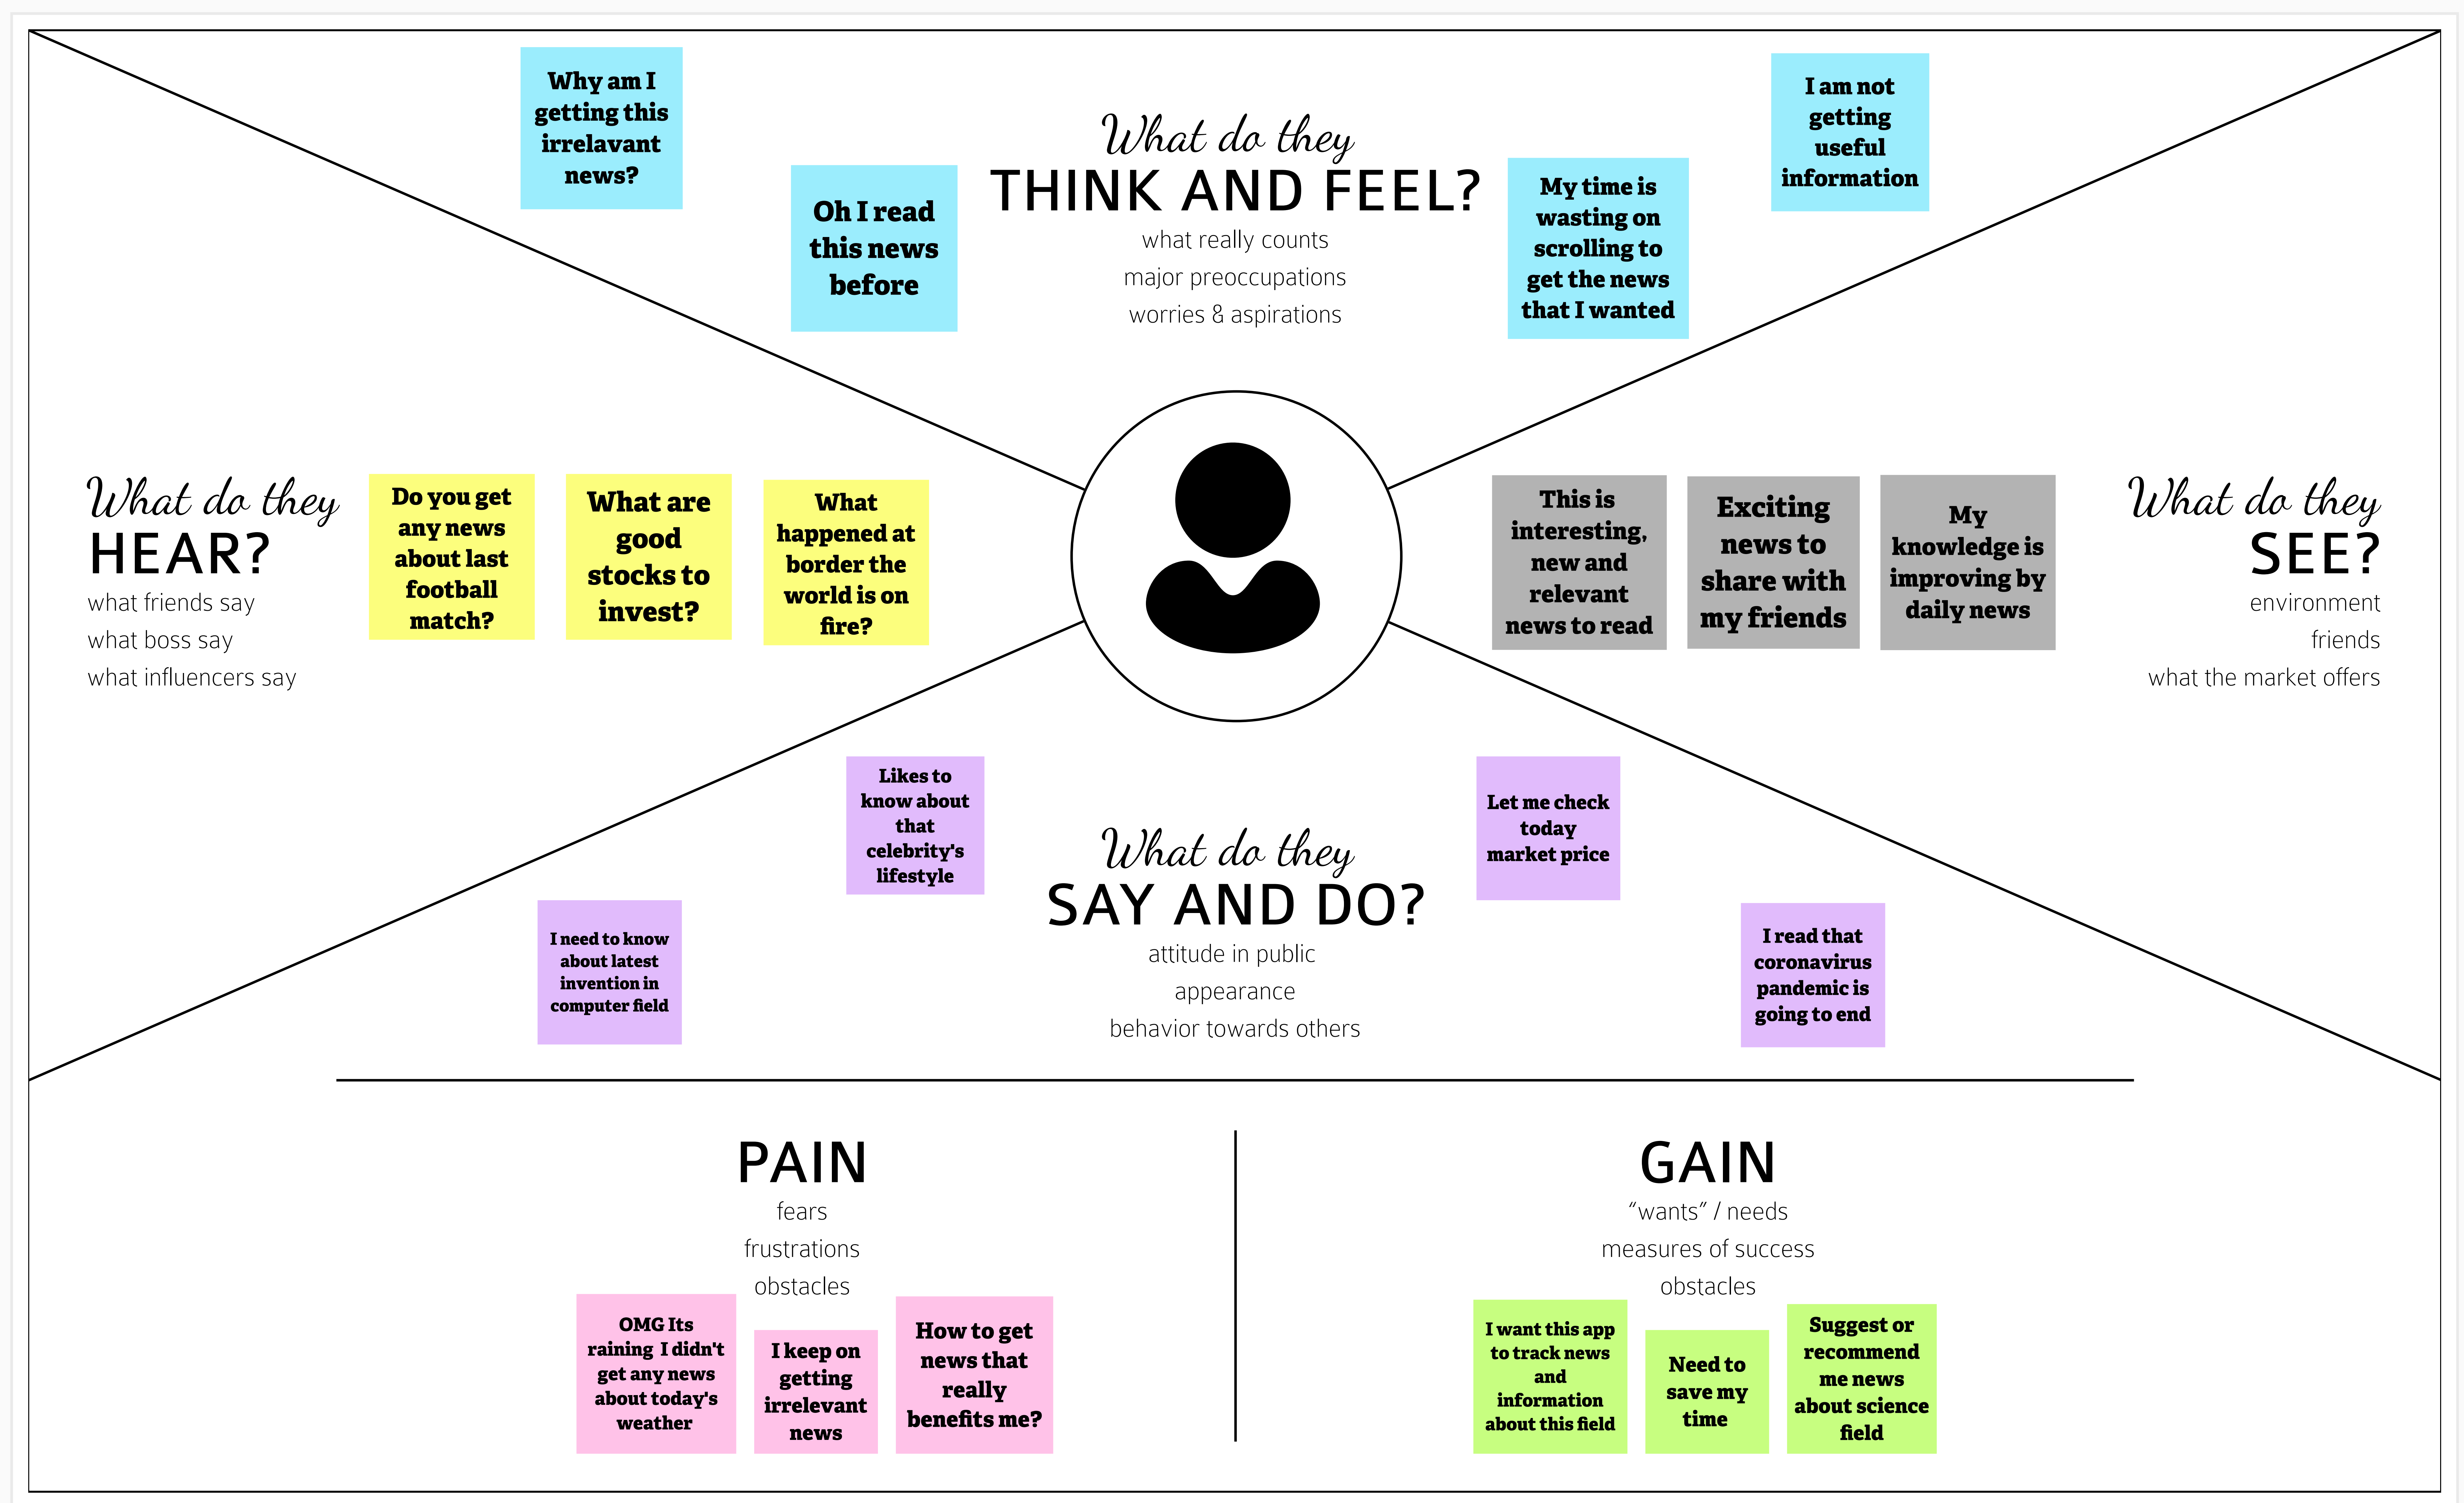 Why am I
getting this
irrelavant
news?
Oh I read
this news
before
What do they
THINK AND FEEL?
what really counts
major preoccupations
worries & aspirations
My time is
wasting on
scrolling to
get the news
that I wanted
I am not
getting
useful
information
What do they
HEAR?
what friends say
what boss say
what influencers say
Do you get
any news
about last
football
match?
What are
good
stocks to
invest?
What
happened at
border the
world is on
fire?
This is
interesting,
new and
relevant
news to read
Exciting
news to
share with
my friends
My
knowledge is
improving by
daily news
What do they
SEE?
environment
friends
what the market offers
I need to know
about latest
invention in
computer field
Likes to
know about
that
celebrity's
lifestyle
What do they
SAY AND DO?
attitude in public
appearance
behavior towards others
Let me check
today
market price
I read that
coronavirus
pandemic is
going to end
PAIN
fears
frustrations
obstacles
OMG Its
raining I didn't
get any news
about today's
weather
I keep on
getting
irrelevant
news
How to get
news that
really
benefits me?
GAIN
“wants” / needs
measures of success
obstacles
I want this app
to track news
and
information
about this field
Need to
save my
time
Suggest or
recommend
me news
about science
field